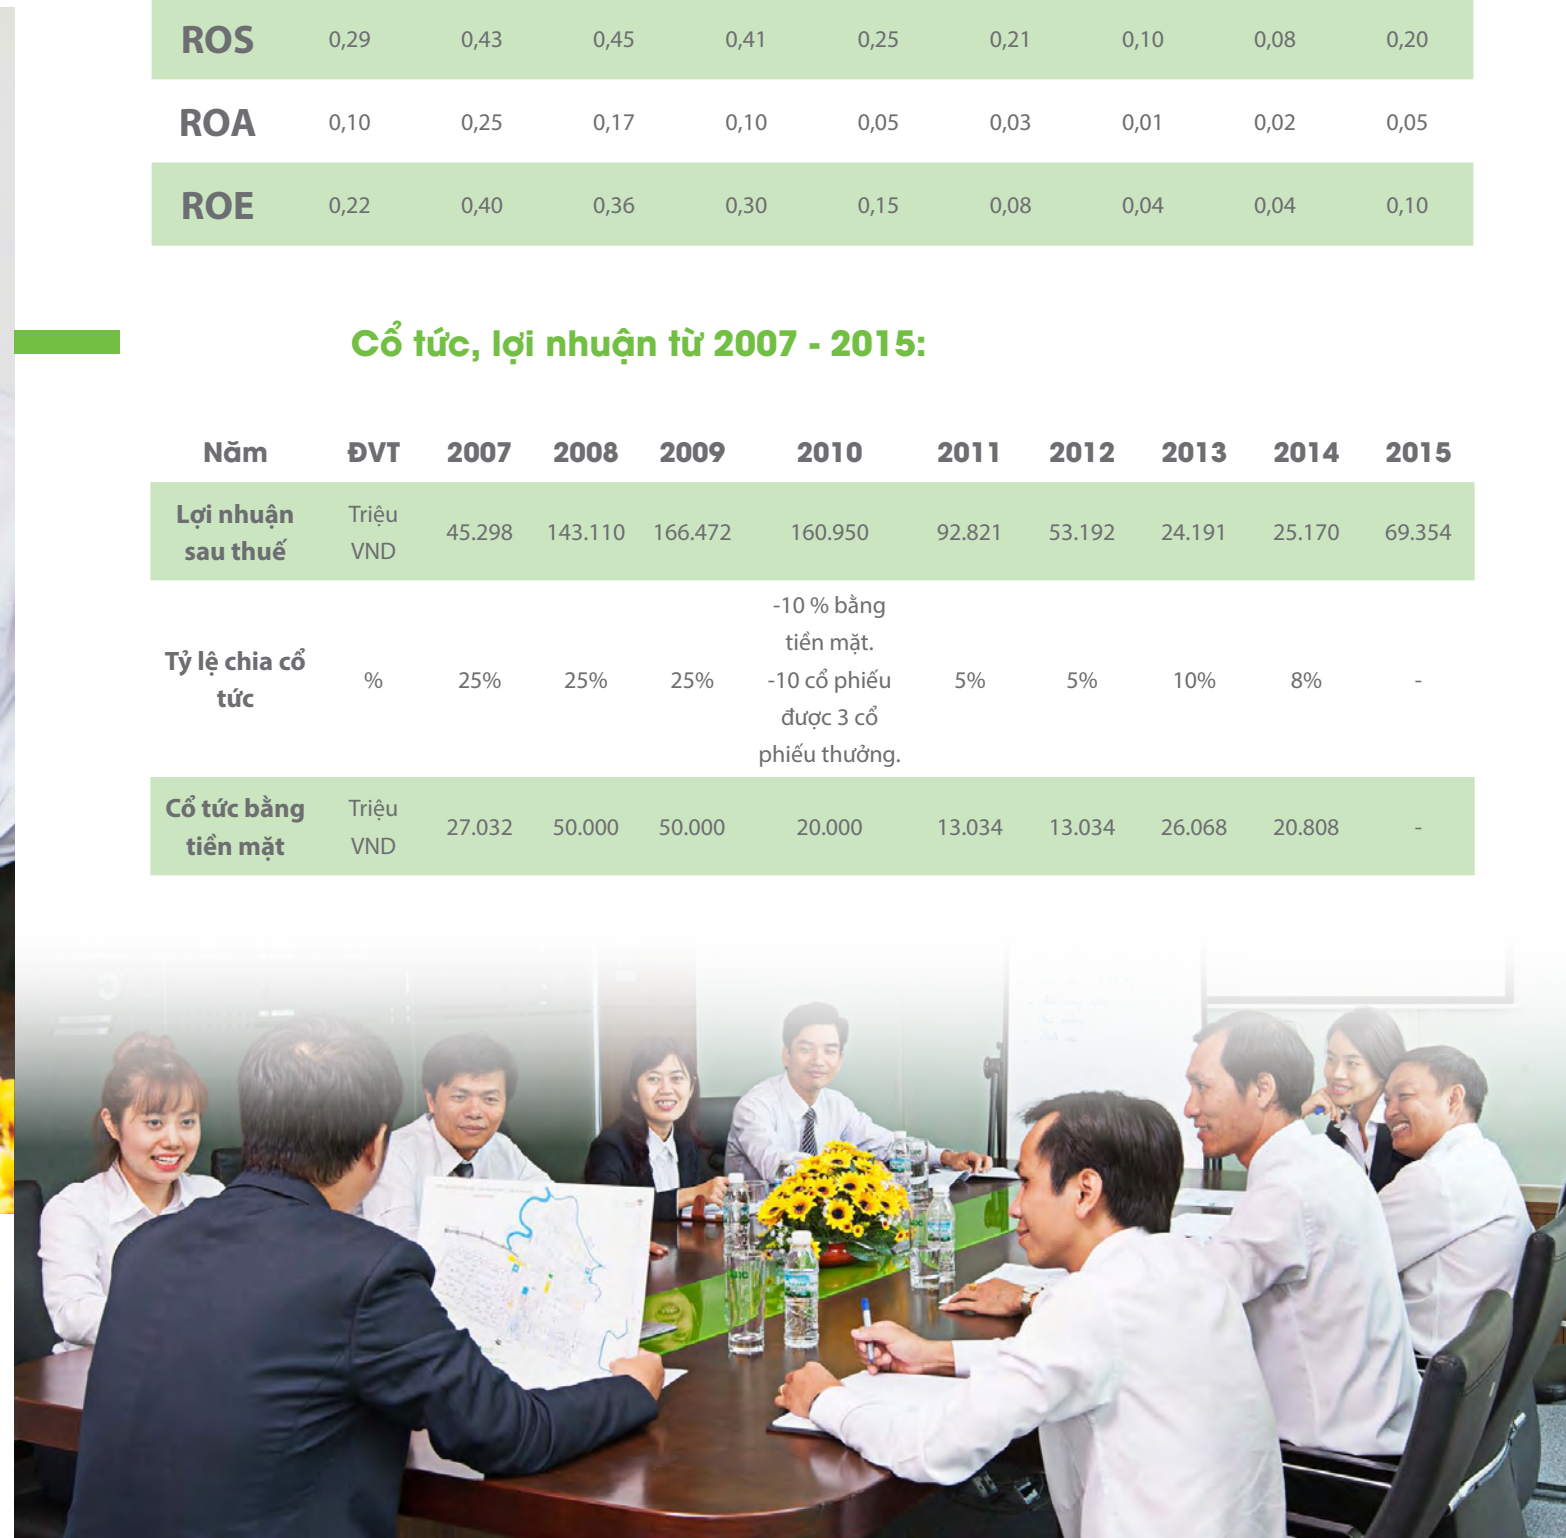 ROS 0,29 0,43 0,45 0,41 0,25 0,21 0,10 0,08 0,20
ROA 0,10 0,25 0,17 0,10 0,05 0,03 0,01 0,02 0,05
ROE 0,22 0,40 0,36 0,30 0,15 0,08 0,04 0,04 0,10
Cổ tức, lợi nhuận từ 2007 - 2015:
Năm ĐVT 2007 2008 2009 2010 2011 2012 2013 2014 2015
Lợi nhuận sau thuế Triệu VND 45.298 143.110 166.472 160.950 92.821 53.192 24.191 25.170 69.354
-10 % bằng
tiền mặt.
Tỷ lệ chia cổ tức % 25% 25% 25% -10 cổ phiếu 5% 5% 10% 8% -
được 3 cổ
phiếu thưởng.
Cổ tức bằng tiền mặt Triệu VND 27.032 50.000 50.000 20.000 13.034 13.034 26.068 20.808 -